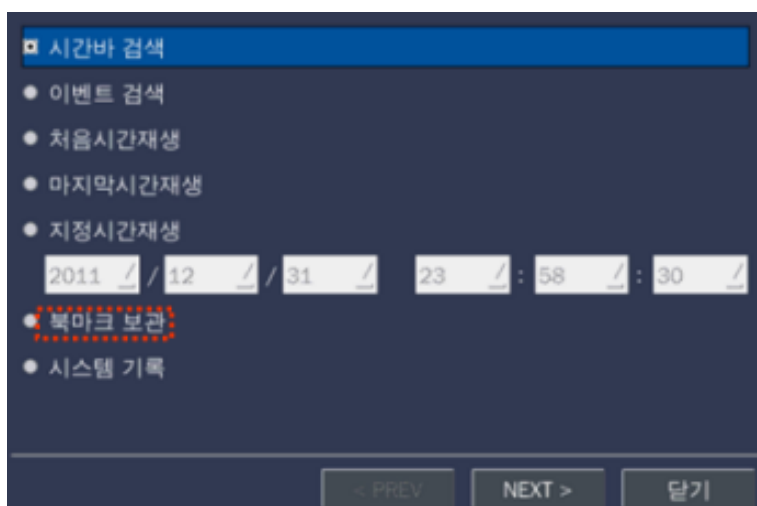 시간바 검색
이벤트 검색
처음시간재생
마지막시간재생
지정시간재생
2011 / 12 / 31 23 : 58 : 30
북마크 보관
시스템 기록
< PREV NEXT > 닫기